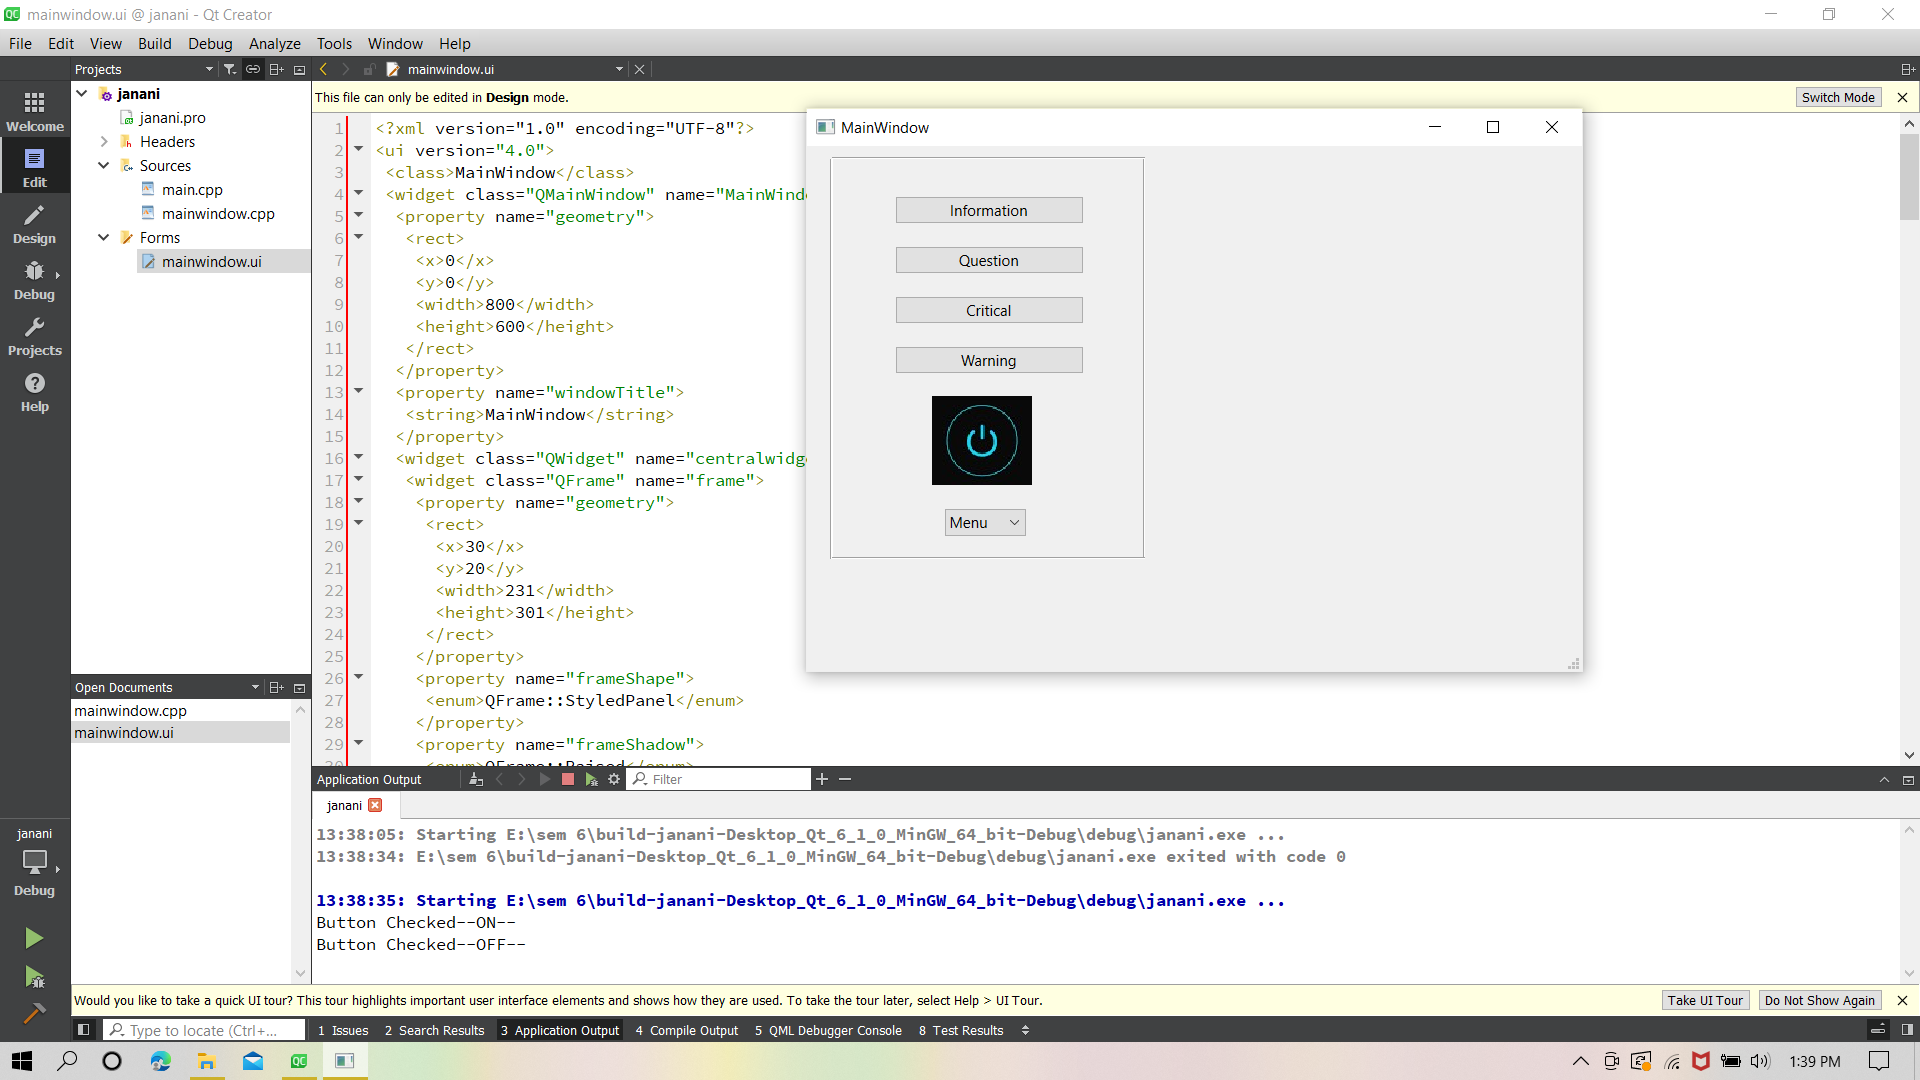 mainwindow.ui @ janani - Qt Creator
File Edit View Build Debug Analyze Tools Window Help
Projects
mainwindow.ui
This file can only be edited in Design mode.
Switch Mode
Welcome
Edit
Design
Debug
Projects
Help
janani
janani.pro
Headers
Sources
main.cpp
mainwindow.cpp
Forms
mainwindow.ui
1 <?xml version="1.0" encoding="UTF-8"?>
2 <ui version="4.0">
3 <class>MainWindow</class>
4 <widget class="QMainWindow" name="MainWind
5 <property name="geometry">
6 <rect>
7 <x>0</x>
8 <y>0</y>
9 <width>800</width>
10 <height>600</height>
11 </rect>
12 </property>
13 <property name="windowTitle">
14 <string>MainWindow</string>
15 </property>
16 <widget class="QWidget" name="centralwidg
17 <widget class="QFrame" name="frame">
18 <property name="geometry">
19 <rect>
20 <x>30</x>
21 <y>20</y>
22 <width>231</width>
23 <height>301</height>
24 </rect>
25 </property>
26 <property name="frameShape">
27 <enum>QFrame::StyledPanel</enum>
28 </property>
29 <property name="frameShadow">
30 <enum>QFrame::Raised</enum>
MainWindow
Information
Question
Critical
Warning
Menu
Open Documents
mainwindow.cpp
mainwindow.ui
Application Output
Filter
janani
13:38:05: Starting E:\sem 6\build-janani-Desktop_Qt_6_1_0_MinGW_64_bit-Debug\debug\janani.exe ...
13:38:34: E:\sem 6\build-janani-Desktop_Qt_6_1_0_MinGW_64_bit-Debug\debug\janani.exe exited with code 0
13:38:35: Starting E:\sem 6\build-janani-Desktop_Qt_6_1_0_MinGW_64_bit-Debug\debug\janani.exe ...
Button Checked--ON--
Button Checked--OFF--
janani
Debug
Would you like to take a quick UI tour? This tour highlights important user interface elements and shows how they are used. To take the tour later, select Help > UI Tour.
Take UI Tour
Do Not Show Again
Type to locate (Ctrl+...
1 Issues 2 Search Results 3 Application Output 4 Compile Output 5 QML Debugger Console 8 Test Results
1:39 PM